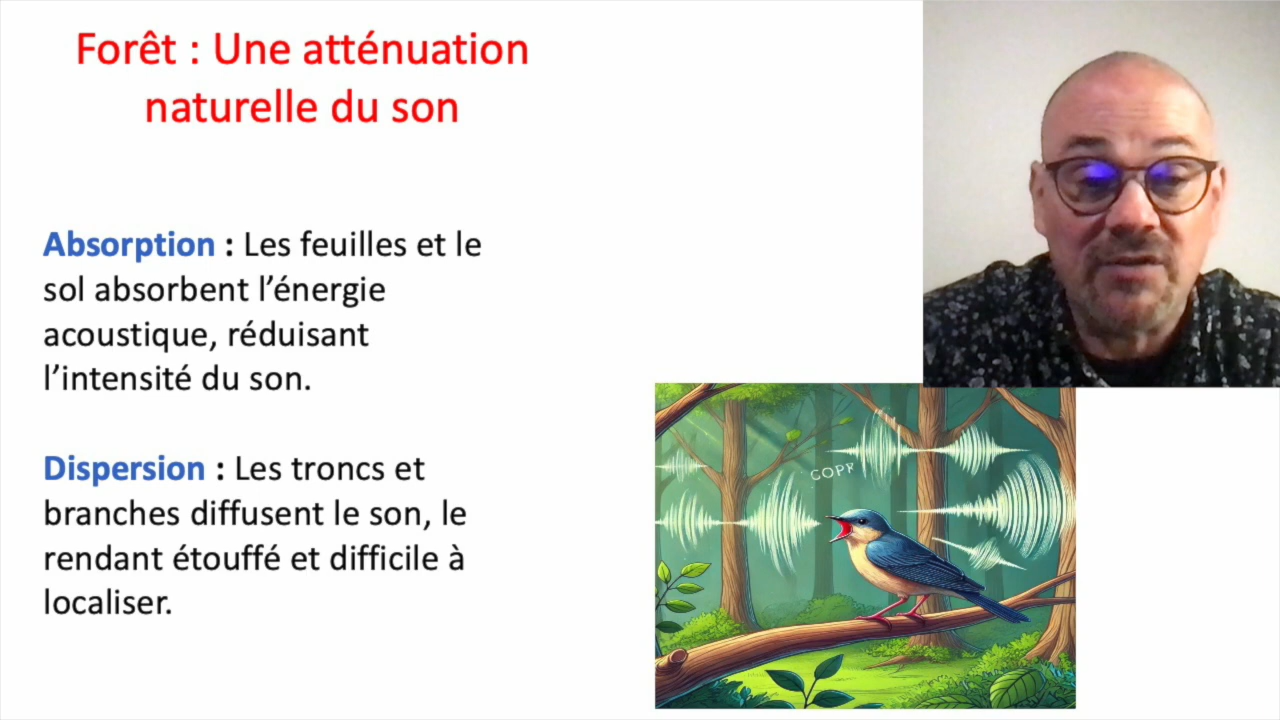 Forêt : Une atténuation
naturelle du son
Absorption : Les feuilles et le
sol absorbent l’énergie
acoustique, réduisant
l’intensité du son.
Dispersion : Les troncs et
branches diffusent le son, le
rendant étouffé et difficile à
localiser.